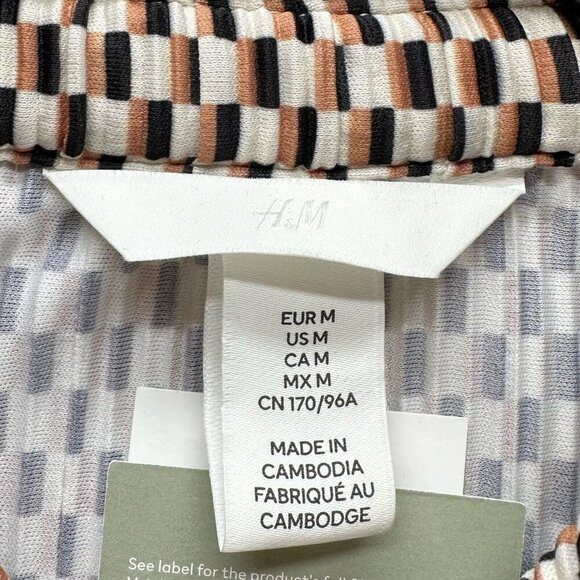 H&M
EUR M
US M
CA M
MX M
CN 170/96A
MADE IN
CAMBODIA
FABRIQUÉ AU
CAMBODGE
See label for the product's full